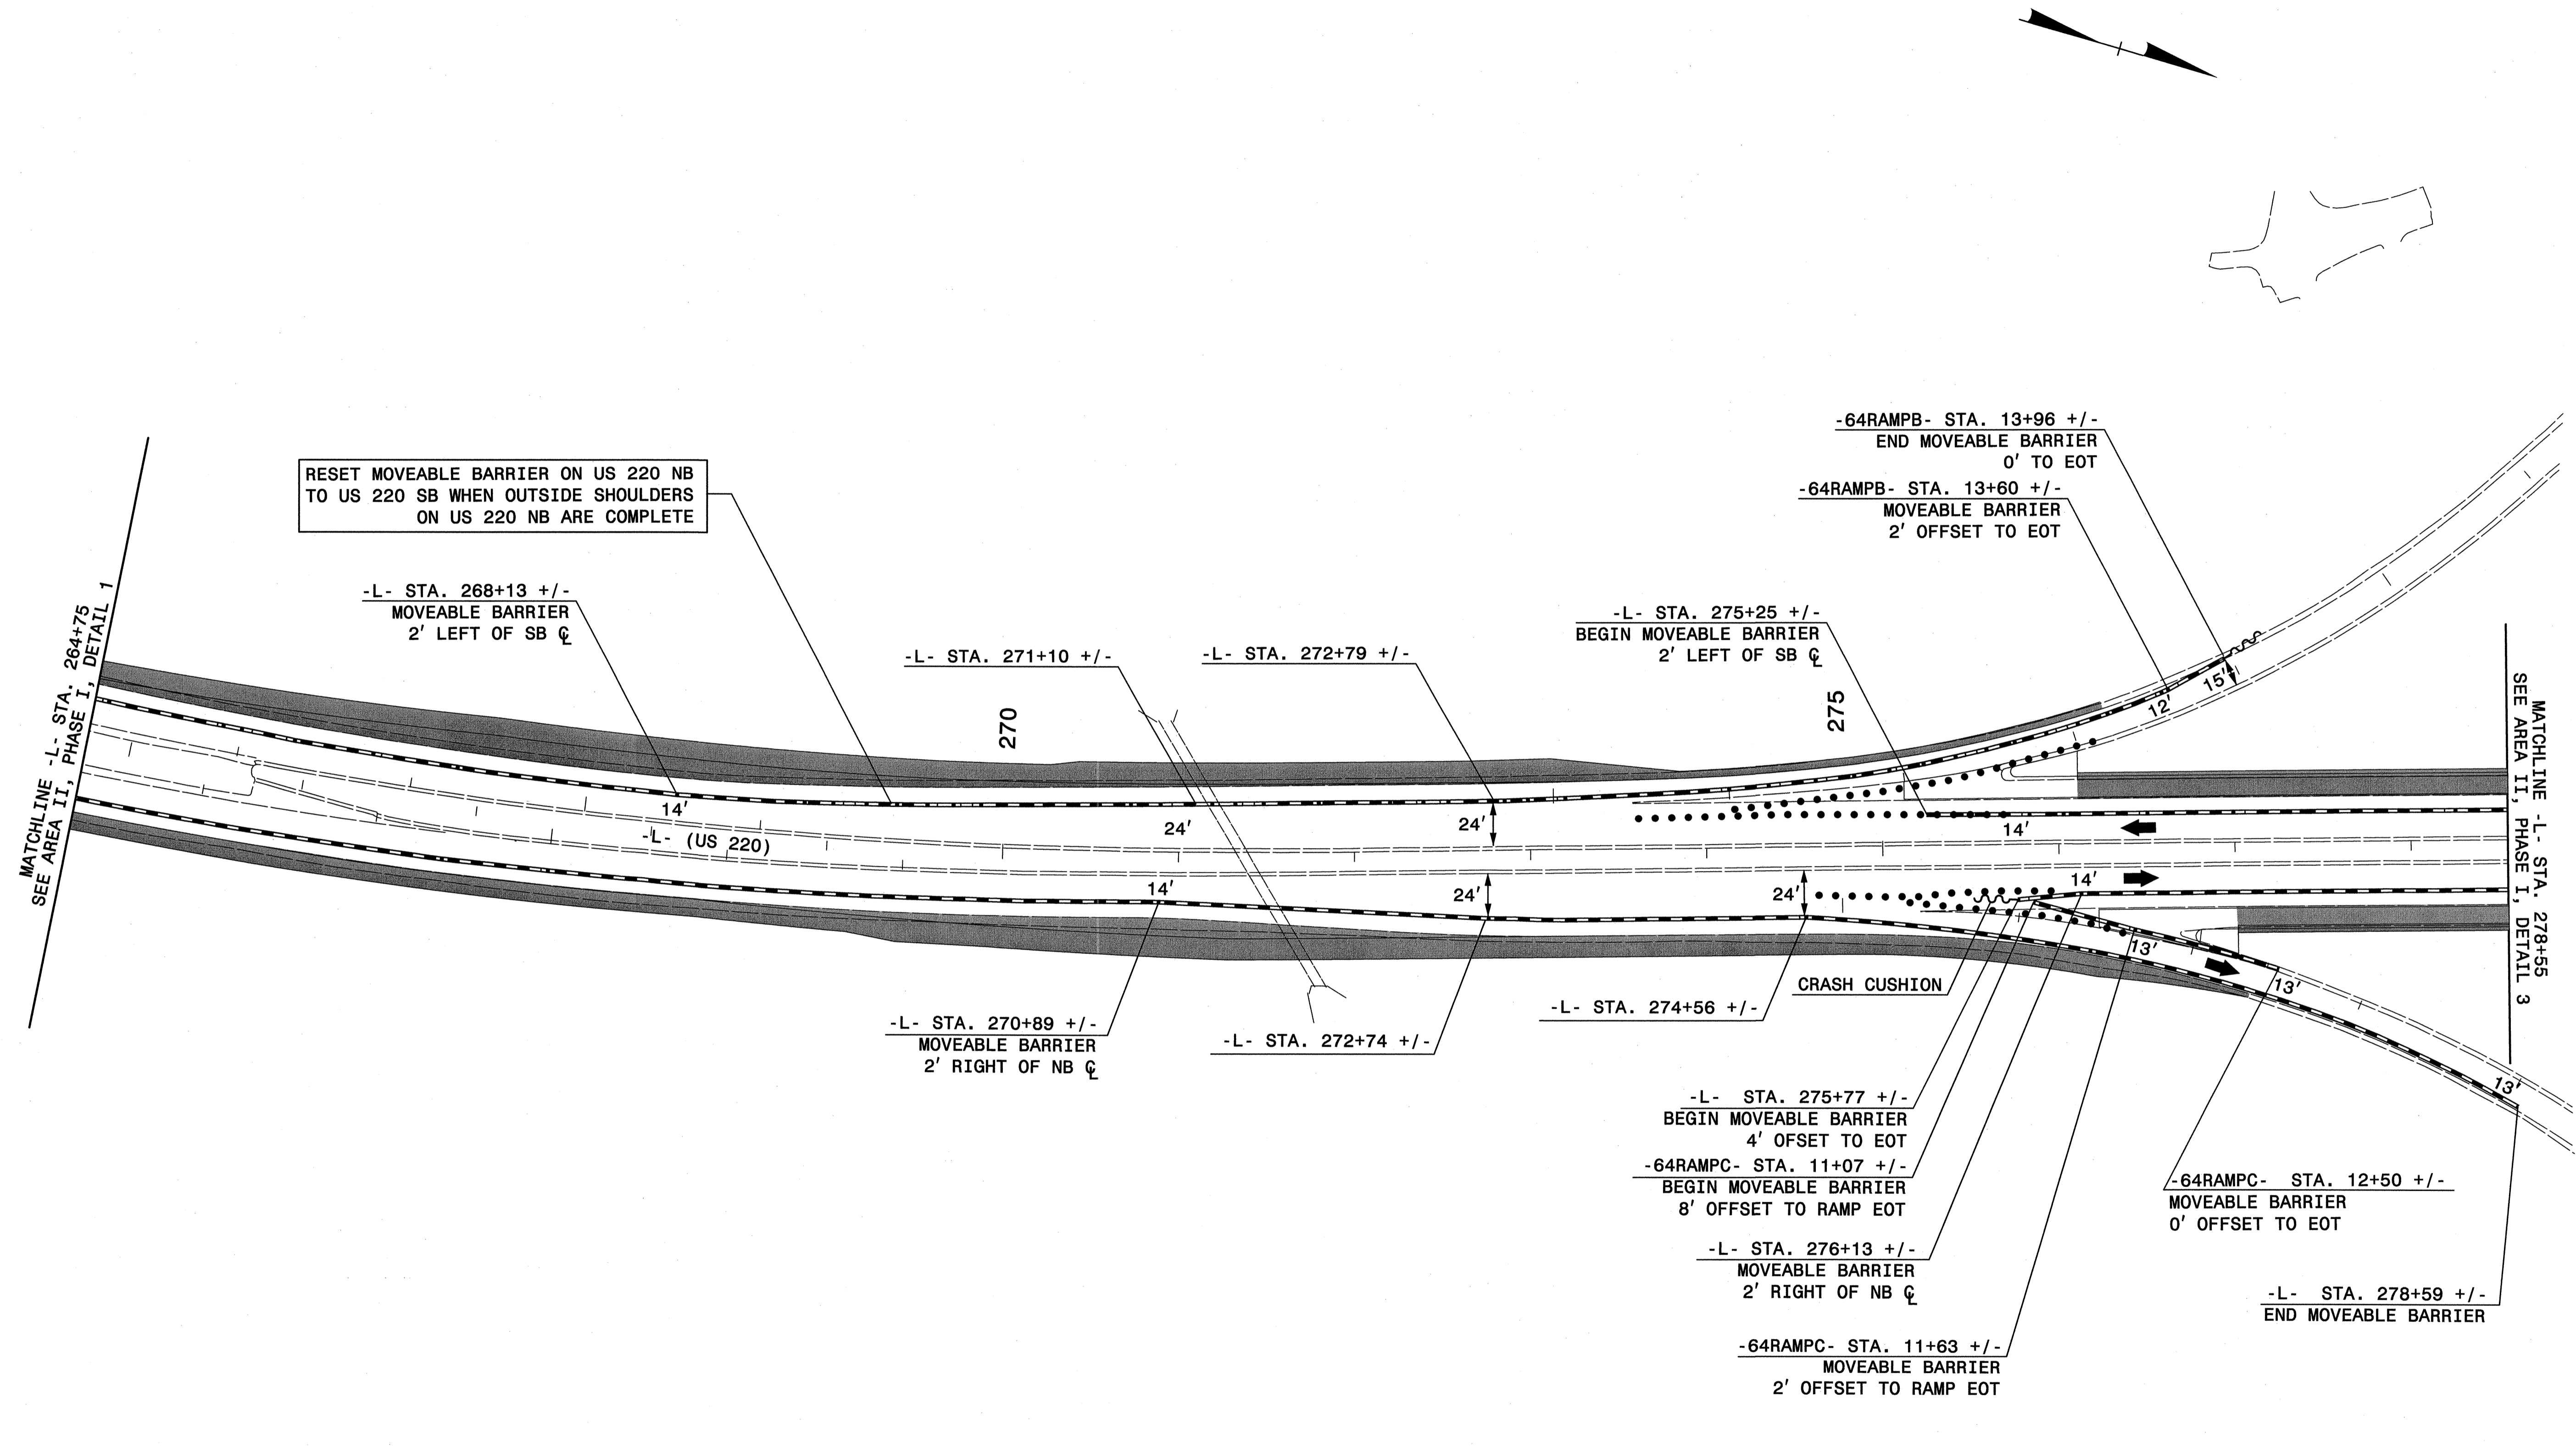 -64RAMPB- STA. 13+96 +/-
END MOVEABLE BARRIER
0' TO EOT
-64RAMPB- STA. 13+60 +/-
MOVEABLE BARRIER
2' OFFSET TO EOT
RESET MOVEABLE BARRIER ON US 220 NB
TO US 220 SB WHEN OUTSIDE SHOULDERS
ON US 220 NB ARE COMPLETE
MATCHLINE -L- STA. 264+75
SEE AREA II, PHASE I, DETAIL 1
-L- STA. 268+13 +/-
MOVEABLE BARRIER
2' LEFT OF SB ℄
-L- STA. 271+10 +/-
-L- STA. 272+79 +/-
-L- STA. 275+25 +/-
BEGIN MOVEABLE BARRIER
2' LEFT OF SB ℄
270
275
15'
12'
14'
24'
24'
14'
-L- (US 220)
14'
24'
24'
14'
13'
13'
13'
MATCHLINE -L- STA. 278+55
SEE AREA II, PHASE I, DETAIL 3
CRASH CUSHION
-L- STA. 274+56 +/-
-L- STA. 270+89 +/-
MOVEABLE BARRIER
2' RIGHT OF NB ℄
-L- STA. 272+74 +/-
-L- STA. 275+77 +/-
BEGIN MOVEABLE BARRIER
4' OFSET TO EOT
-64RAMPC- STA. 11+07 +/-
BEGIN MOVEABLE BARRIER
8' OFFSET TO RAMP EOT
-64RAMPC- STA. 12+50 +/-
MOVEABLE BARRIER
0' OFFSET TO EOT
-L- STA. 276+13 +/-
MOVEABLE BARRIER
2' RIGHT OF NB ℄
-L- STA. 278+59 +/-
END MOVEABLE BARRIER
-64RAMPC- STA. 11+63 +/-
MOVEABLE BARRIER
2' OFFSET TO RAMP EOT